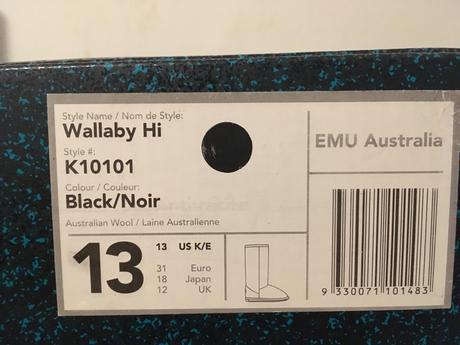 Style Name / Nom de Style:
Wallaby Hi
Style #:
K10101
Colour / Couleur:
Black/Noir
Australian Wool / Laine Australienne
13
13 US K/E
31 Euro
18 Japan
12 UK
EMU Australia
9 330071 101483